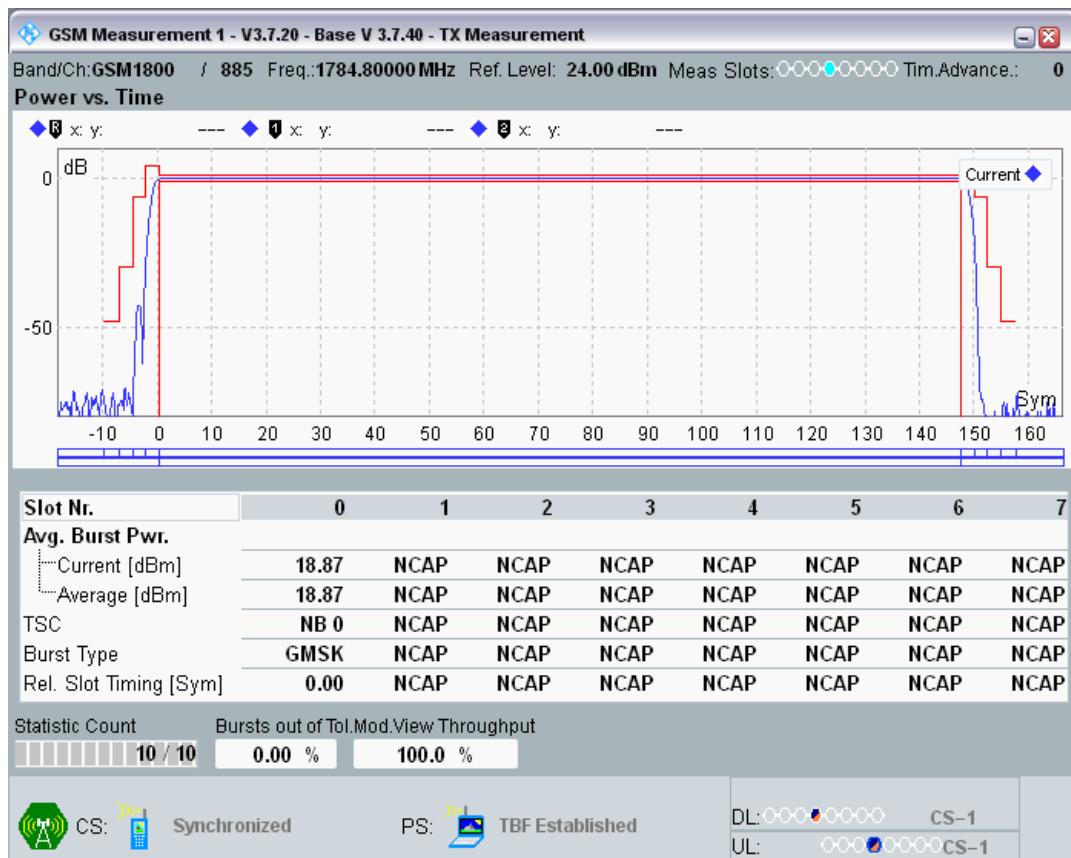 GSM Measurement 1 - V3.7.20 - Base V 3.7.40 - TX Measurement
Band/Ch:GSM1800 / 885 Freq.:1784.80000 MHz Ref. Level: 24.00 dBm Meas Slots: Tim.Advance.: 0
Power vs. Time
R x: y: --- 1 x: y: --- 2 x: y: ---
dB
0
Current
-50
Sym
-10 0 10 20 30 40 50 60 70 80 90 100 110 120 130 140 150 160
Slot Nr. 0 1 2 3 4 5 6 7
Avg. Burst Pwr.
Current [dBm] 18.87 NCAP NCAP NCAP NCAP NCAP NCAP NCAP
Average [dBm] 18.87 NCAP NCAP NCAP NCAP NCAP NCAP NCAP
TSC NB 0 NCAP NCAP NCAP NCAP NCAP NCAP NCAP
Burst Type GMSK NCAP NCAP NCAP NCAP NCAP NCAP NCAP
Rel. Slot Timing [Sym] 0.00 NCAP NCAP NCAP NCAP NCAP NCAP NCAP
Statistic Count Bursts out of Tol.Mod.View Throughput
10 / 10 0.00 % 100.0 %
CS: Synchronized PS: TBF Established
DL: CS-1
UL: CS-1